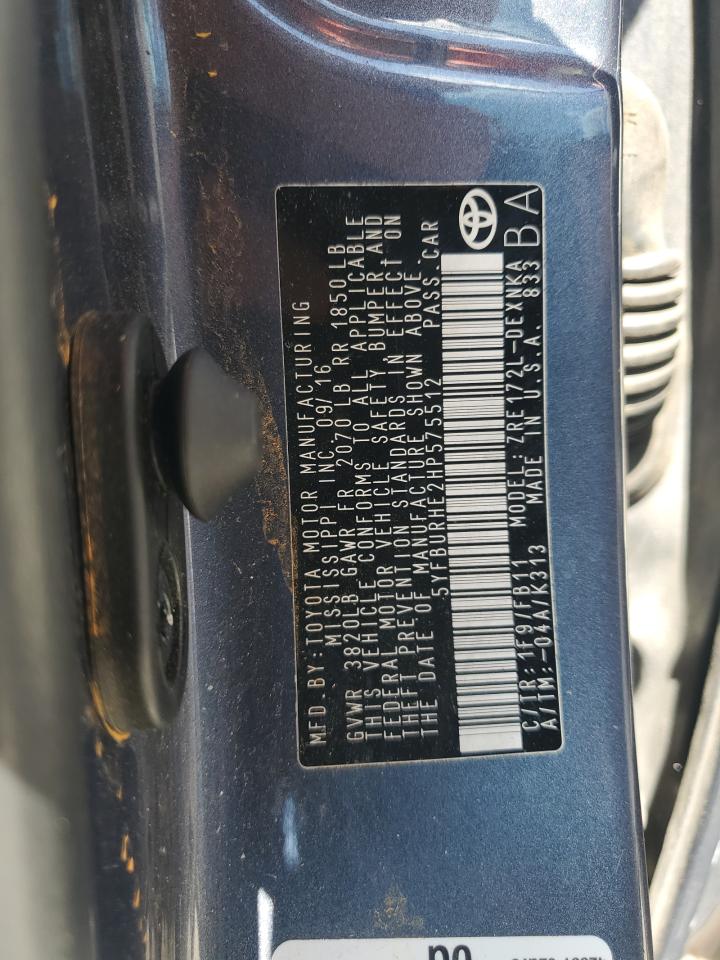 MFD.BY:TOYOTA MOTOR MANUFACTURING
MISSISSIPPI INC. 09/16
GVWR 3820LB GAWR FR 2070 LB RR 1850 LB
THIS VEHICLE CONFORMS TO ALL APPLICABLE
FEDERAL MOTOR VEHICLE SAFETY, BUMPER AND
THEFT PREVENTION STANDARDS IN EFFECT ON
THE DATE OF MANUFACTURE SHOWN ABOVE.
5YFBURHE2HP575512 PASS.CAR
C/TR:1F9/FB11 MODEL:ZRE172L-DEXNKA
A/TM:-04A/K313 MADE IN U.S.A. 833
BA